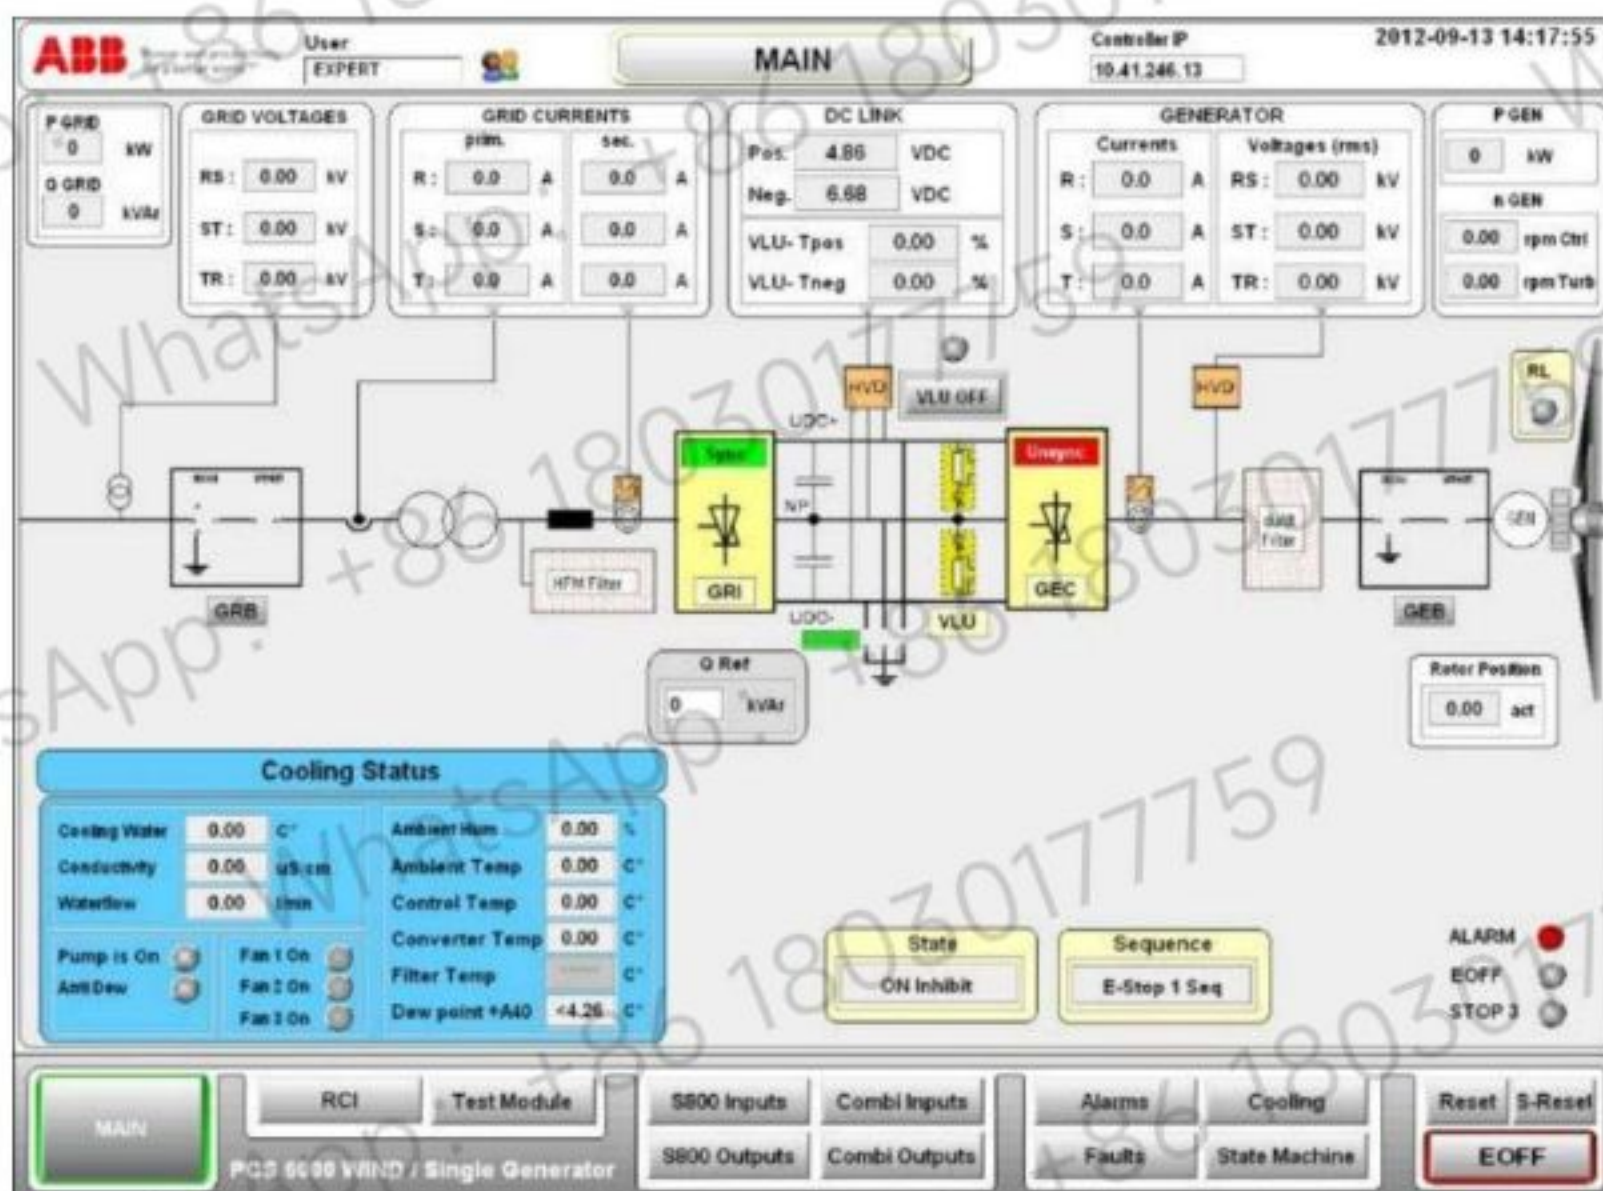 ABB
User
EXPERT
MAIN
Controller IP
10.41.246.13
2012-09-13 14:17:55
P GRID
0 kW
Q GRID
0 kVAr
GRID VOLTAGES
RS: 0.00 kV
ST: 0.00 kV
TR: 0.00 kV
GRID CURRENTS
prim. sec.
R: 0.0 A 0.0 A
S: 0.0 A 0.0 A
T: 0.0 A 0.0 A
DC LINK
Pos. 4.86 VDC
Neg. 6.68 VDC
VLU- Tpos 0.00 %
VLU- Tneg 0.00 %
GENERATOR
Currents Voltages (rms)
R: 0.0 A RS: 0.00 kV
S: 0.0 A ST: 0.00 kV
T: 0.0 A TR: 0.00 kV
P GEN
0 kW
n GEN
0.00 rpm Ctrl
0.00 rpm Turb
RL
HVD
VLU OFF
HVD
UDC+
Sync
Unsync
NP
GEN
HFM Filter
Filter
GRI
GEC
GRB
UDC-
VLU
GEB
Q Ref
0 kVAr
Rotor Position
0.00 act
Cooling Status
Cooling Water 0.00 C°
Conductivity 0.00 uS/cm
Waterflow 0.00 l/min
Pump is On
Anti Dew
Fan 1 On
Fan 2 On
Fan 3 On
Ambient Hum 0.00 %
Ambient Temp 0.00 C°
Control Temp 0.00 C°
Converter Temp 0.00 C°
Filter Temp C°
Dew point +A40 <4.26 C°
State
ON Inhibit
Sequence
E-Stop 1 Seq
ALARM
EOFF
STOP 3
MAIN
RCI
Test Module
PCS 6000 WIND / Single Generator
S800 Inputs
Combi Inputs
S800 Outputs
Combi Outputs
Alarms
Cooling
Faults
State Machine
Reset
S-Reset
EOFF
WhatsApp: +86 18030177759